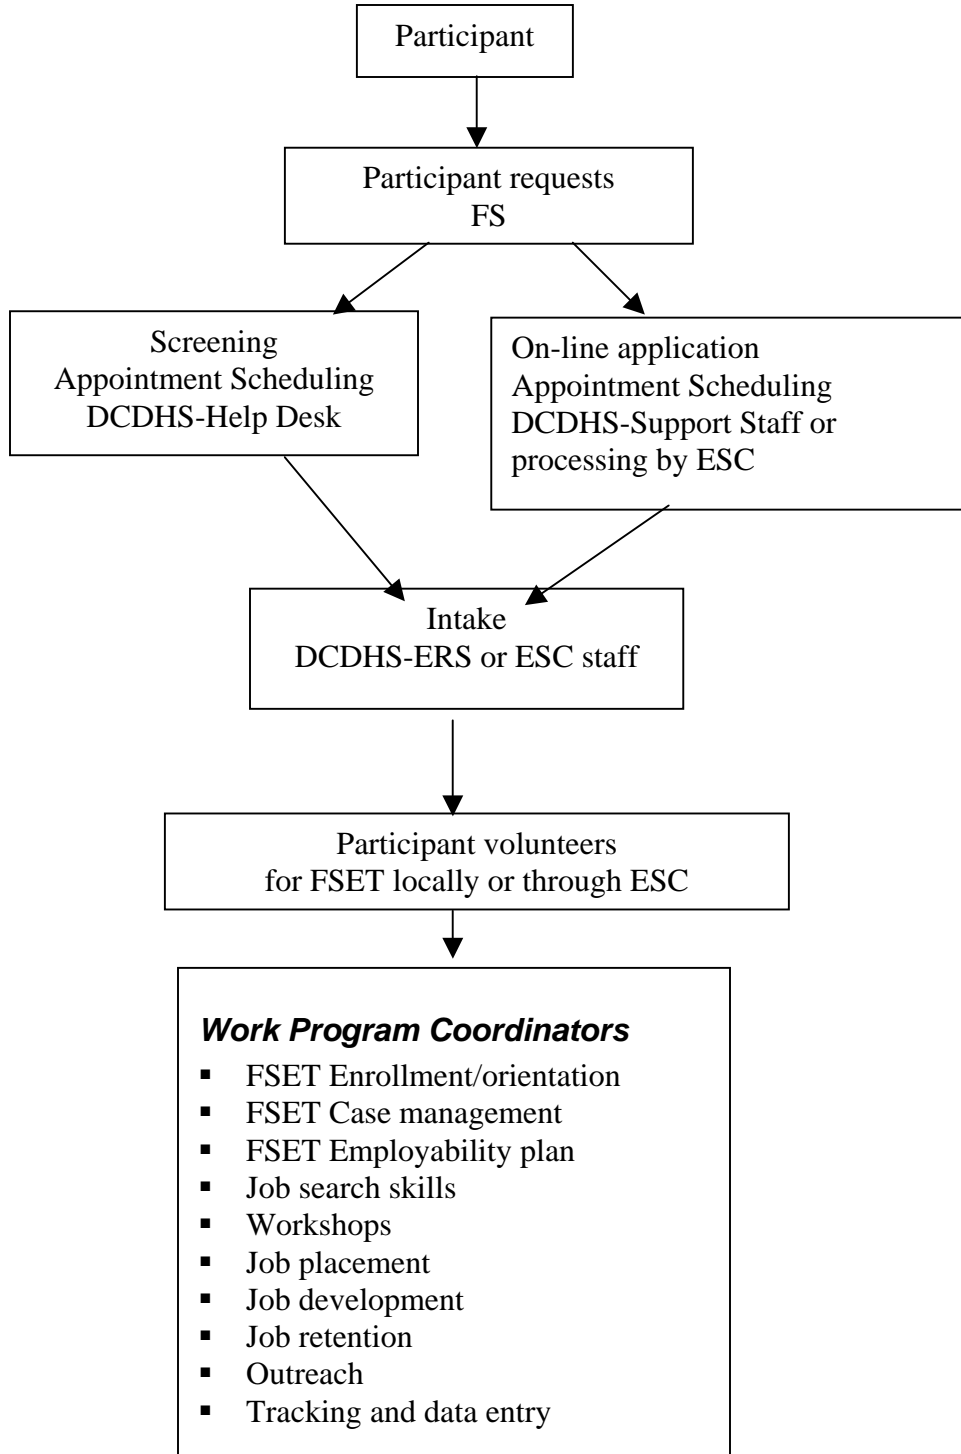 Participant
Participant requests
FS
Screening
Appointment Scheduling
DCDHS-Help Desk
On-line application
Appointment Scheduling
DCDHS-Support Staff or
processing by ESC
Intake
DCDHS-ERS or ESC staff
Participant volunteers
for FSET locally or through ESC
Work Program Coordinators
▪ FSET Enrollment/orientation
▪ FSET Case management
▪ FSET Employability plan
▪ Job search skills
▪ Workshops
▪ Job placement
▪ Job development
▪ Job retention
▪ Outreach
▪ Tracking and data entry